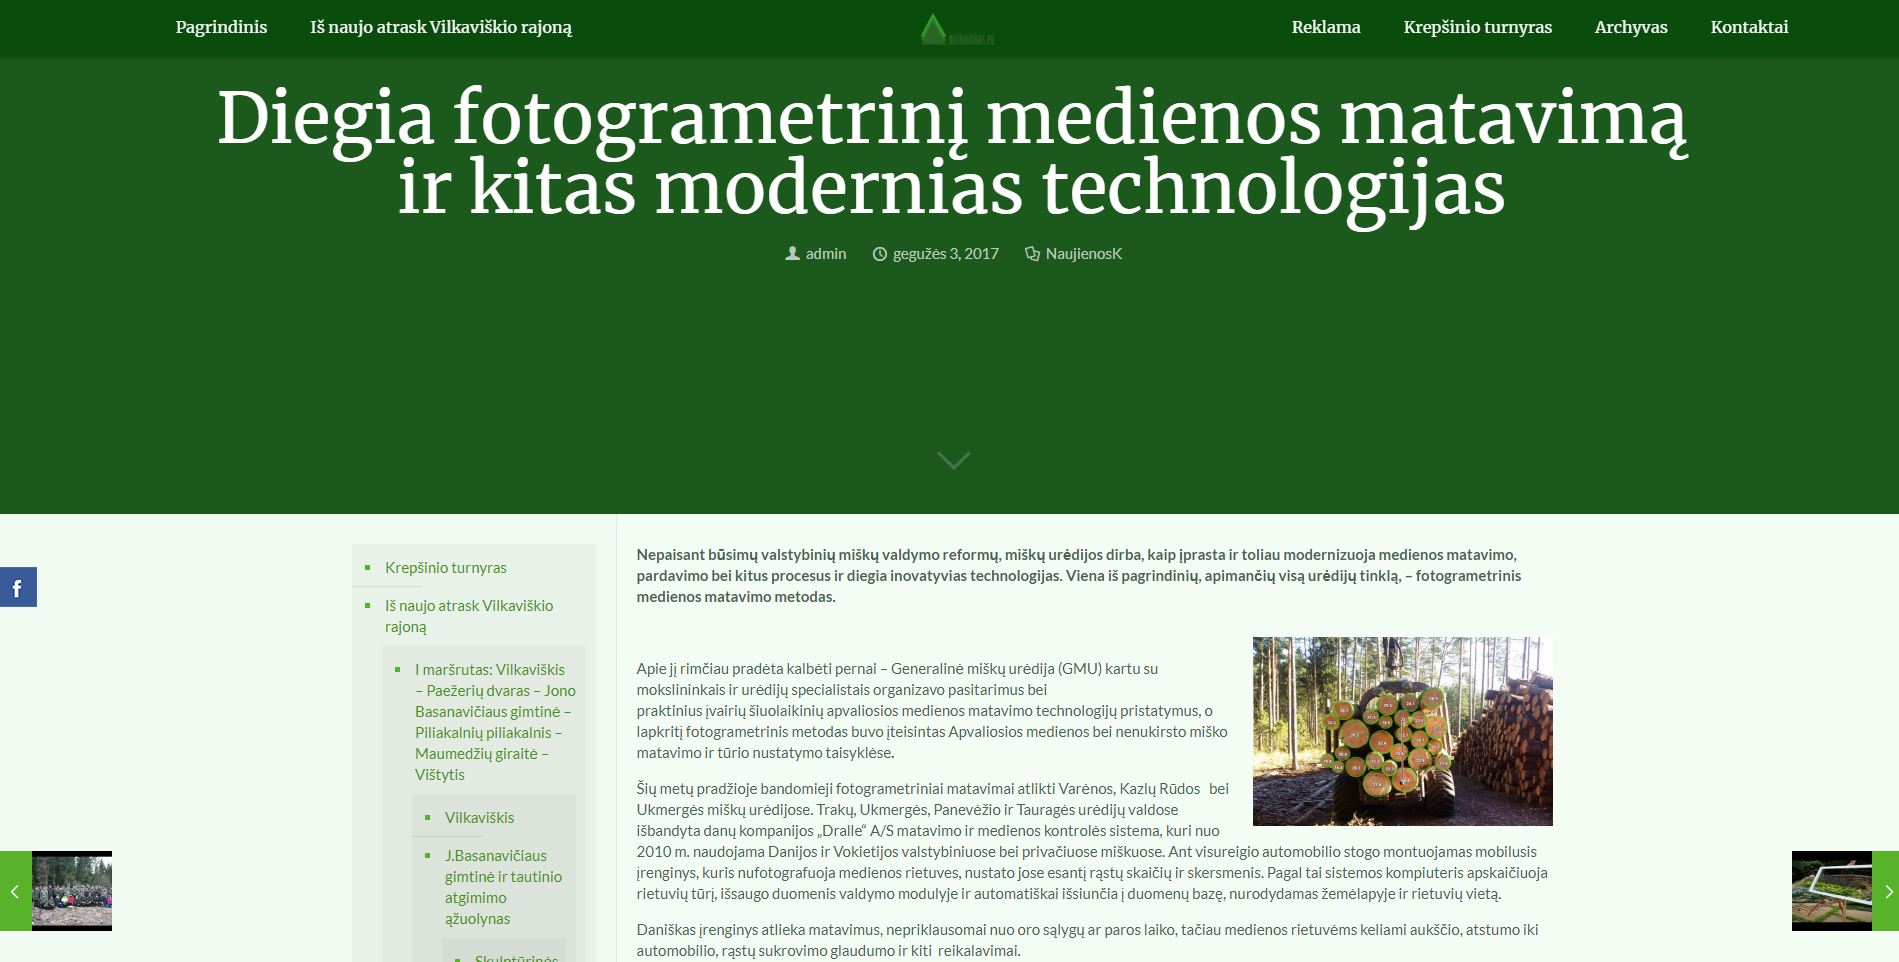 Pagrindinis
Iš naujo atrask Vilkaviškio rajoną
miskininkas.eu
Reklama
Krepšinio turnyras
Archyvas
Kontaktai
Diegia fotogrametrinį medienos matavimą
ir kitas modernias technologijas
admin
gegužės 3, 2017
NaujienosK
Krepšinio turnyras
Iš naujo atrask Vilkaviškio
rajoną
I maršrutas: Vilkaviškis
– Paežerių dvaras – Jono
Basanavičiaus gimtinė –
Piliakalnių piliakalnis –
Maumedžių giraitė –
Vištytis
Vilkaviškis
J.Basanavičiaus
gimtinė ir tautinio
atgimimo
ąžuolynas
Skulptūrinės
Nepaisant būsimų valstybinių miškų valdymo reformų, miškų urėdijos dirba, kaip įprasta ir toliau modernizuoja medienos matavimo,
pardavimo bei kitus procesus ir diegia inovatyvias technologijas. Viena iš pagrindinių, apimančių visą urėdijų tinklą, – fotogrametrinis
medienos matavimo metodas.
Apie jį rimčiau pradėta kalbėti pernai – Generalinė miškų urėdija (GMU) kartu su
mokslininkais ir urėdijų specialistais organizavo pasitarimus bei
praktinius įvairių šiuolaikinių apvaliosios medienos matavimo technologijų pristatymus, o
lapkritį fotogrametrinis metodas buvo įteisintas Apvaliosios medienos bei nenukirsto miško
matavimo ir tūrio nustatymo taisyklėse.
Šių metų pradžioje bandomieji fotogrametriniai matavimai atlikti Varėnos, Kazlų Rūdos bei
Ukmergės miškų urėdijose. Trakų, Ukmergės, Panevėžio ir Tauragės urėdijų valdose
išbandyta danų kompanijos „Dralle“ A/S matavimo ir medienos kontrolės sistema, kuri nuo
2010 m. naudojama Danijos ir Vokietijos valstybiniuose bei privačiuose miškuose. Ant visureigio automobilio stogo montuojamas mobilusis
įrenginys, kuris nufotografuoja medienos rietuves, nustato jose esantį rąstų skaičių ir skersmenis. Pagal tai sistemos kompiuteris apskaičiuoja
rietuvių tūrį, išsaugo duomenis valdymo modulyje ir automatiškai išsiunčia į duomenų bazę, nurodydamas žemėlapyje ir rietuvių vietą.
Daniškas įrenginys atlieka matavimus, nepriklausomai nuo oro sąlygų ar paros laiko, tačiau medienos rietuvėms keliami aukščio, atstumo iki
automobilio, rąstų sukrovimo glaudumo ir kiti reikalavimai.